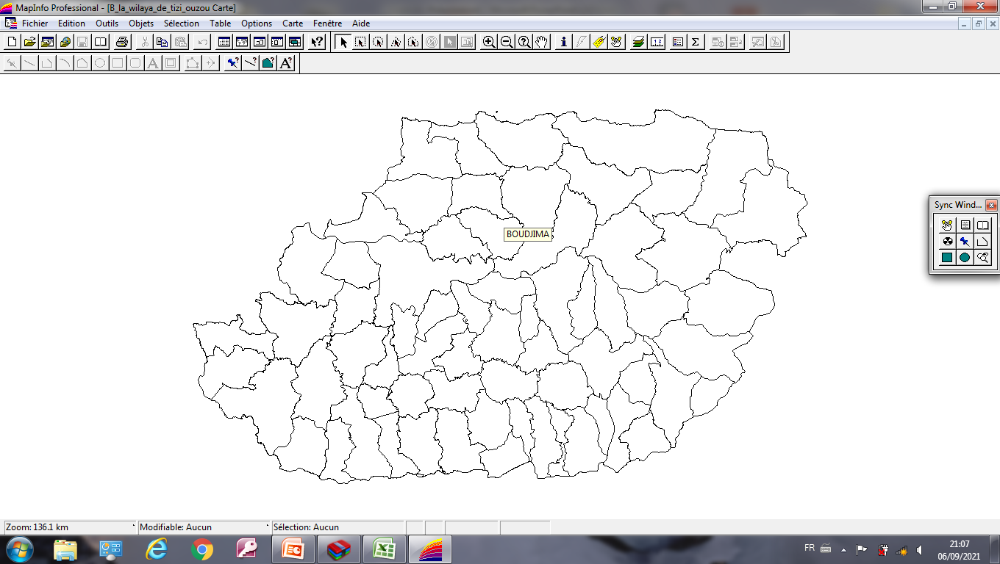 MapInfo Professional - [B_la_wilaya_de_tizi_ouzou Carte]
Fichier Edition Outils Objets Sélection Table Options Carte Fenêtre Aide
BOUDJIMA
Sync Wind...
Zoom: 136.1 km
Modifiable: Aucun
Sélection: Aucun
FR
21:07
06/09/2021